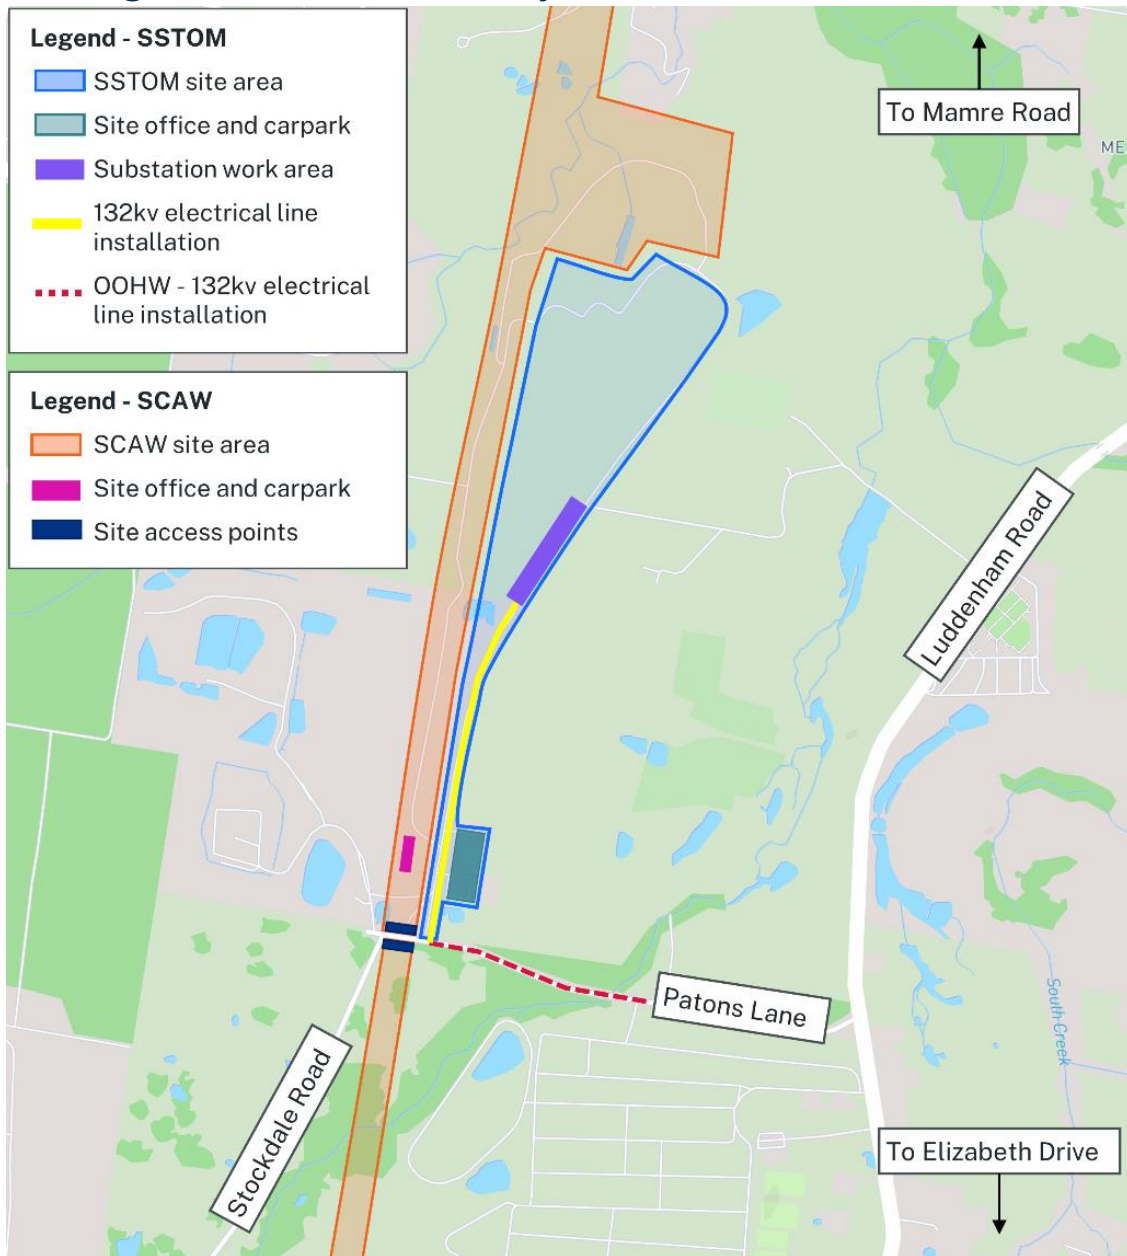 Legend - SSTOM
SSTOM site area
Site office and carpark
Substation work area
132kv electrical line
installation
OOHW - 132kv electrical
line installation
Legend - SCAW
SCAW site area
Site office and carpark
Site access points
To Mamre Road
ME
Luddenham Road
Patons Lane
South Creek
Stockdale Road
To Elizabeth Drive